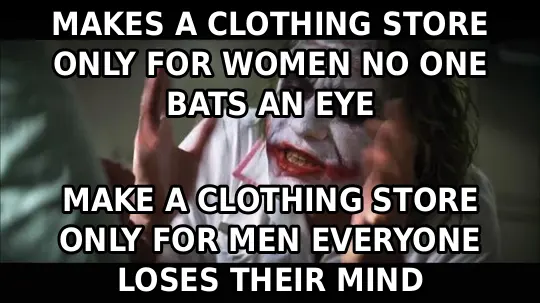 MAKES A CLOTHING STORE
ONLY FOR WOMEN NO ONE
BATS AN EYE
MAKE A CLOTHING STORE
ONLY FOR MEN EVERYONE
LOSES THEIR MIND